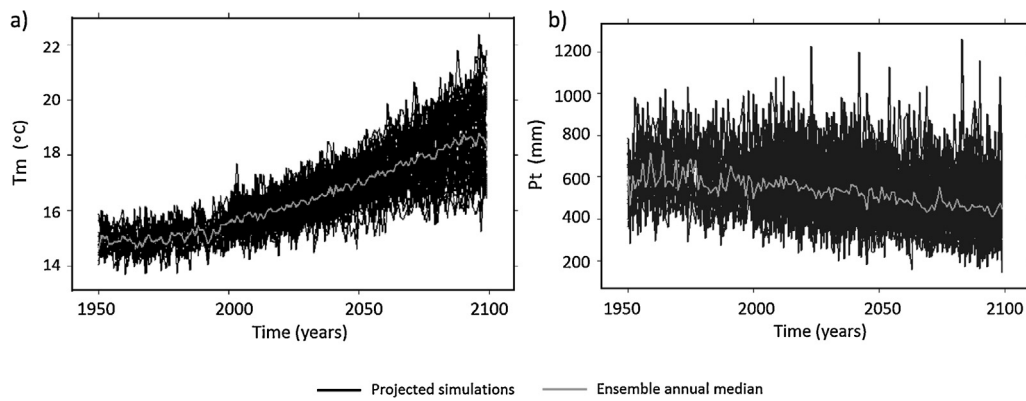 a)
22
20
18
16
14
Tm (°C)
1950
2000
2050
2100
Time (years)
b)
1200
1000
800
600
400
200
Pt (mm)
1950
2000
2054
2100
Time (years)
Projected simulations
Ensemble annual median